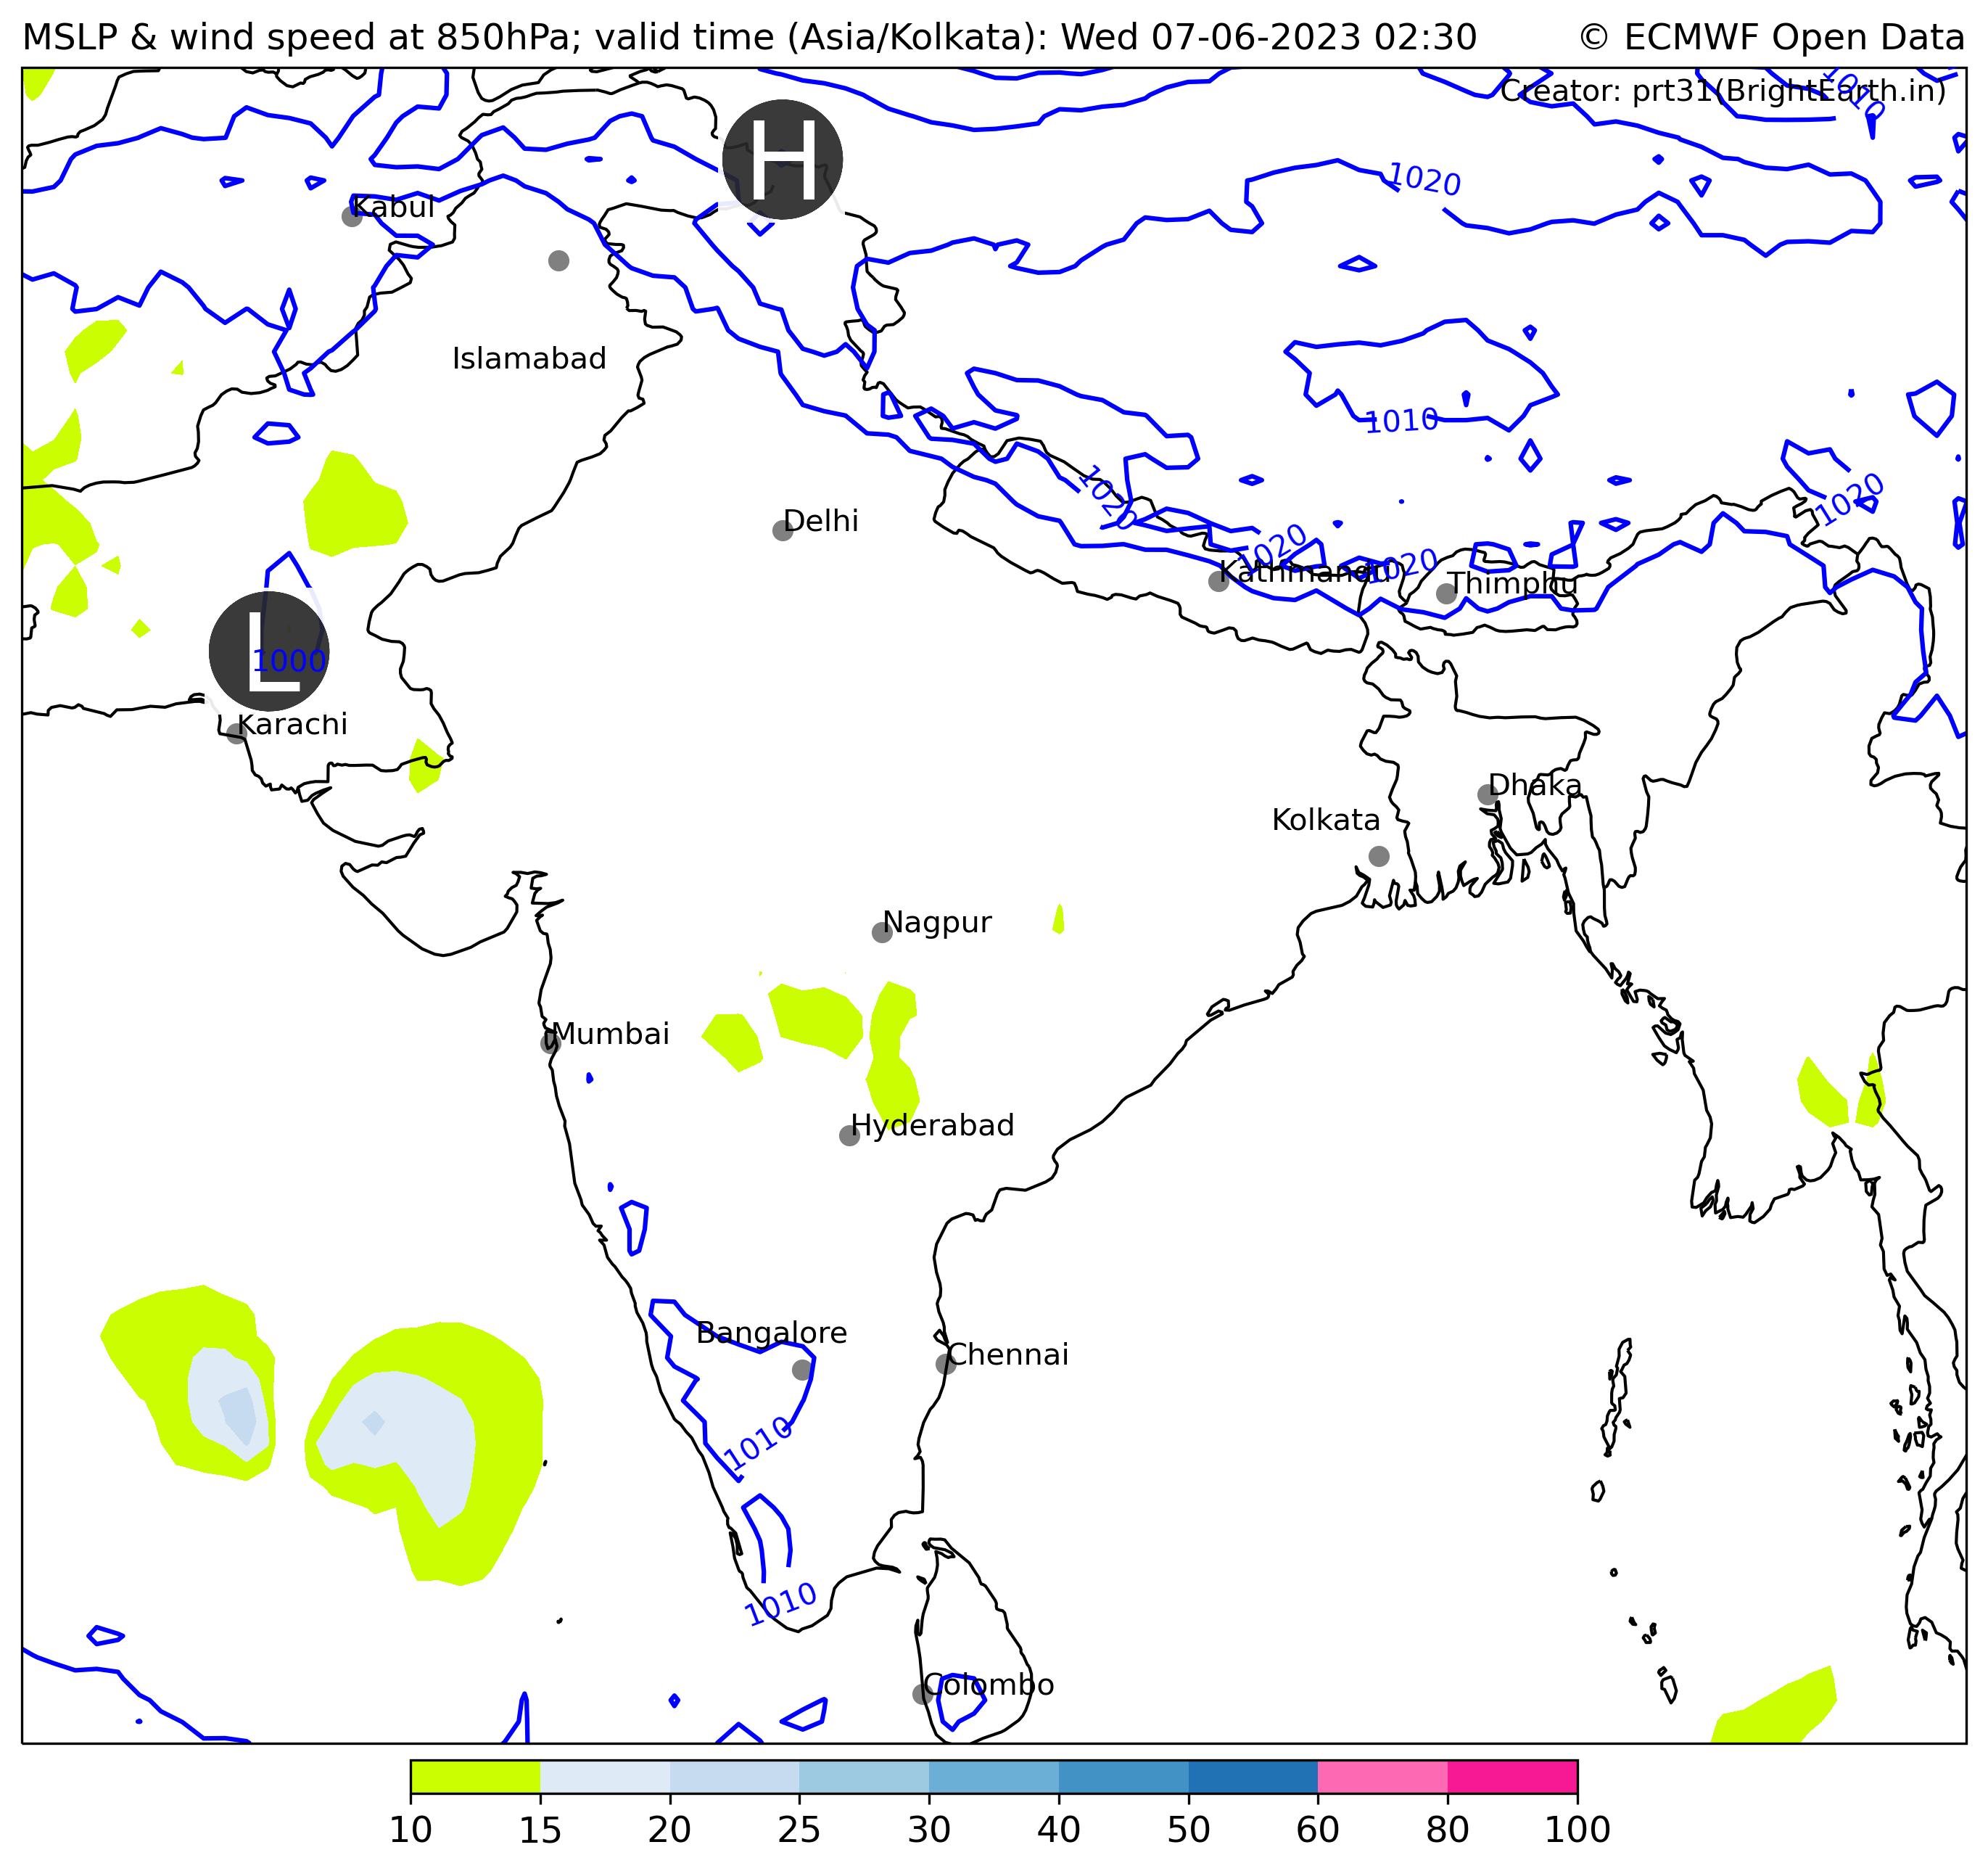 MSLP & wind speed at 850hPa; valid time (Asia/Kolkata): Wed 07-06-2023 02:30 © ECMWF Open Data
Creator: prt31(BrightEarth.in)
1010
H
1020
Kabul
Islamabad
1010
1020
1020
Delhi
1020
1020
Kathmandu
Thimphu
L
1000
Karachi
Dhaka
Kolkata
Nagpur
Mumbai
Hyderabad
Bangalore
Chennai
1010
1010
Colombo
10 15 20 25 30 40 50 60 80 100